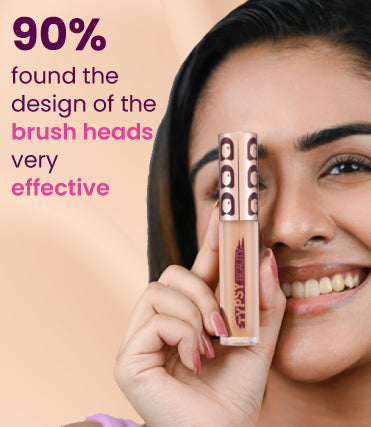 90%
found the
design of the
brush heads
very
effective
TYPSY
BEAUTY